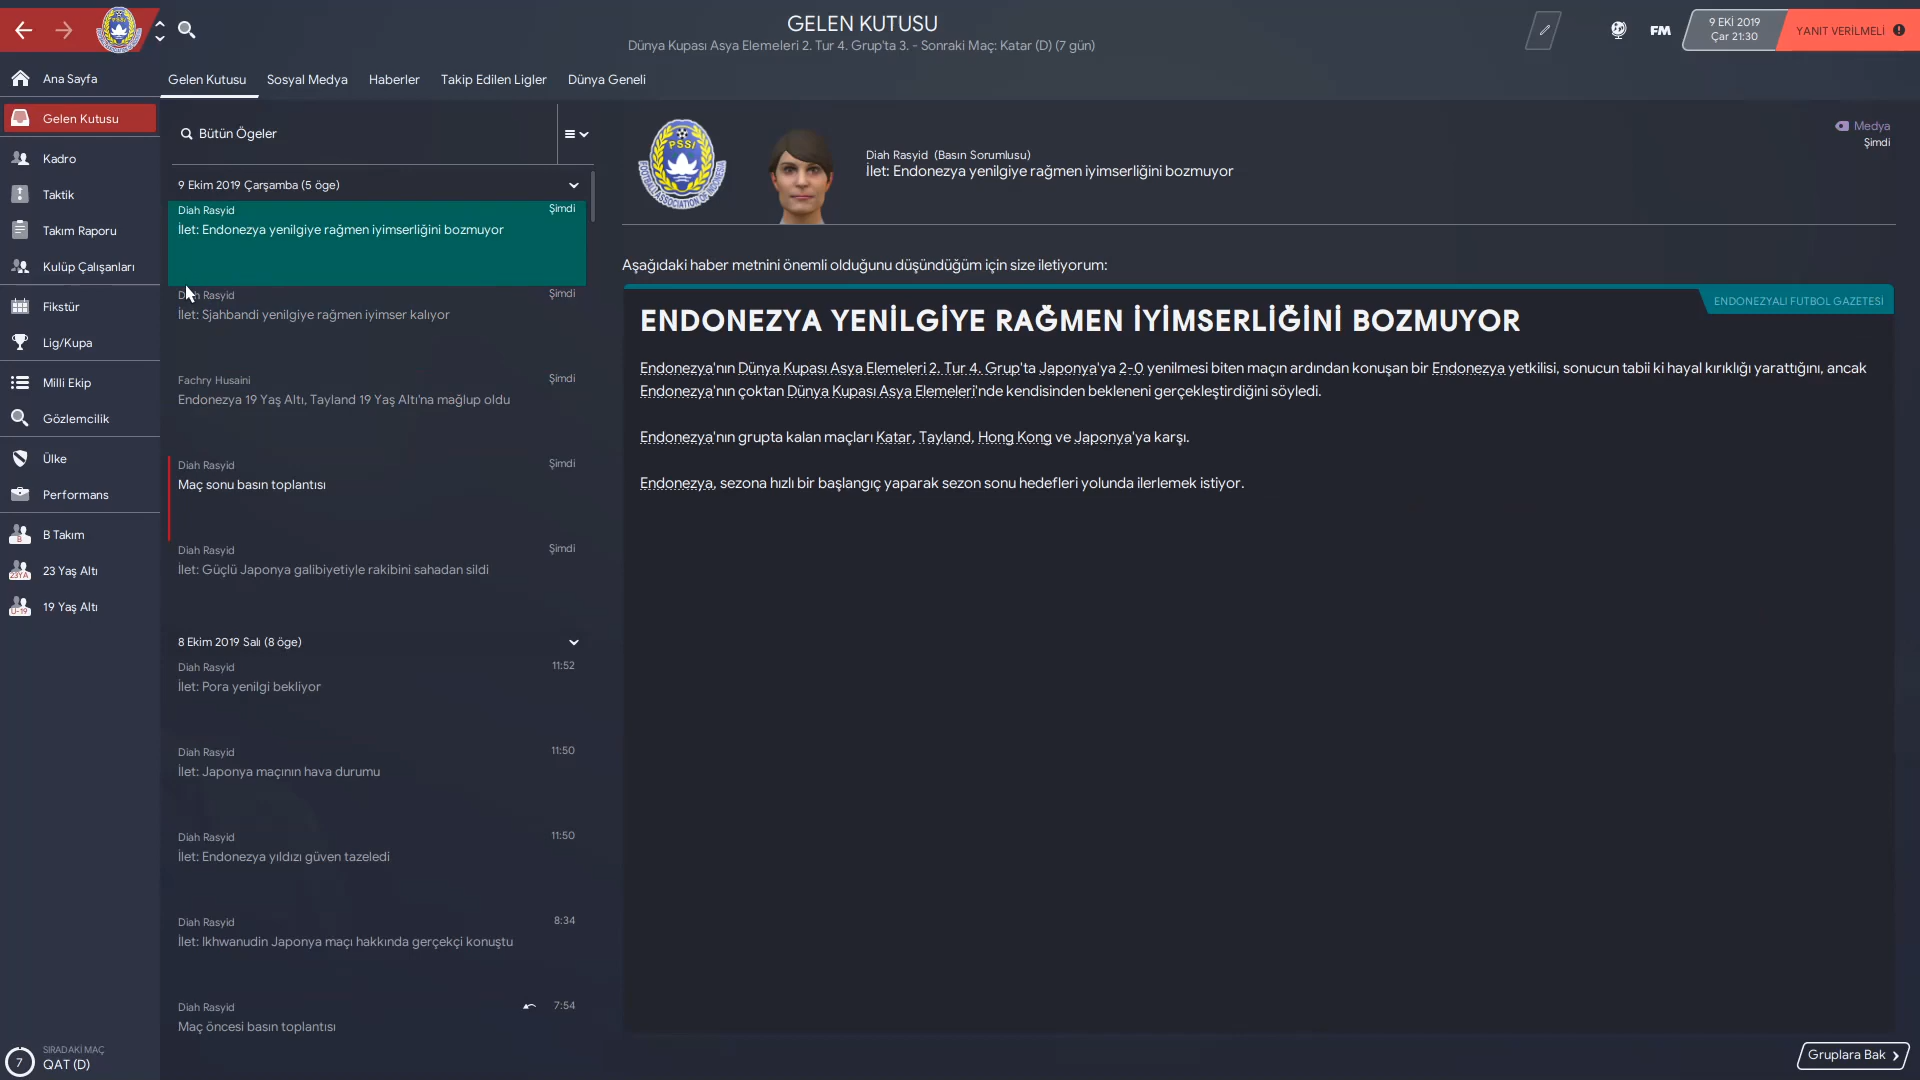 GELEN KUTUSU
Dünya Kupası Asya Elemeleri 2. Tur 4. Grup'ta 3. - Sonraki Maç: Katar (D) (7 gün)
FM
9 EKİ 2019
Çar 21:30
YANIT VERİLMELİ
Ana Sayfa
Gelen Kutusu
Kadro
Taktik
Takım Raporu
Kulüp Çalışanları
Fikstür
Lig/Kupa
Milli Ekip
Gözlemcilik
Ülke
Performans
B
B Takım
23YA
23 Yaş Altı
U-19
19 Yaş Altı
7
SIRADAKİ MAÇ
QAT (D)
Gelen Kutusu
Sosyal Medya
Haberler
Takip Edilen Ligler
Dünya Geneli
Bütün Ögeler
9 Ekim 2019 Çarşamba (5 öge)
Diah Rasyid
Şimdi
İlet: Endonezya yenilgiye rağmen iyimserliğini bozmuyor
Diah Rasyid
Şimdi
İlet: Sjahbandi yenilgiye rağmen iyimser kalıyor
Fachry Husaini
Şimdi
Endonezya 19 Yaş Altı, Tayland 19 Yaş Altı'na mağlup oldu
Diah Rasyid
Şimdi
Maç sonu basın toplantısı
Diah Rasyid
Şimdi
İlet: Güçlü Japonya galibiyetiyle rakibini sahadan sildi
8 Ekim 2019 Salı (8 öge)
Diah Rasyid
11:52
İlet: Pora yenilgi bekliyor
Diah Rasyid
11:50
İlet: Japonya maçının hava durumu
Diah Rasyid
11:50
İlet: Endonezya yıldızı güven tazeledi
Diah Rasyid
8:34
İlet: Ikhwanudin Japonya maçı hakkında gerçekçi konuştu
Diah Rasyid
7:54
Maç öncesi basın toplantısı
PSSI
FOOTBALL ASSOCIATION OF INDONESIA
Diah Rasyid (Basın Sorumlusu)
İlet: Endonezya yenilgiye rağmen iyimserliğini bozmuyor
Medya
Şimdi
Aşağıdaki haber metnini önemli olduğunu düşündüğüm için size iletiyorum:
ENDONEZYALI FUTBOL GAZETESİ
ENDONEZYA YENİLGİYE RAĞMEN İYİMSERLİĞİNİ BOZMUYOR
Endonezya'nın Dünya Kupası Asya Elemeleri 2. Tur 4. Grup'ta Japonya'ya 2-0 yenilmesi biten maçın ardından konuşan bir Endonezya yetkilisi, sonucun tabii ki hayal kırıklığı yarattığını, ancak
Endonezya'nın çoktan Dünya Kupası Asya Elemeleri'nde kendisinden bekleneni gerçekleştirdiğini söyledi.
Endonezya'nın grupta kalan maçları Katar, Tayland, Hong Kong ve Japonya'ya karşı.
Endonezya, sezona hızlı bir başlangıç yaparak sezon sonu hedefleri yolunda ilerlemek istiyor.
Gruplara Bak